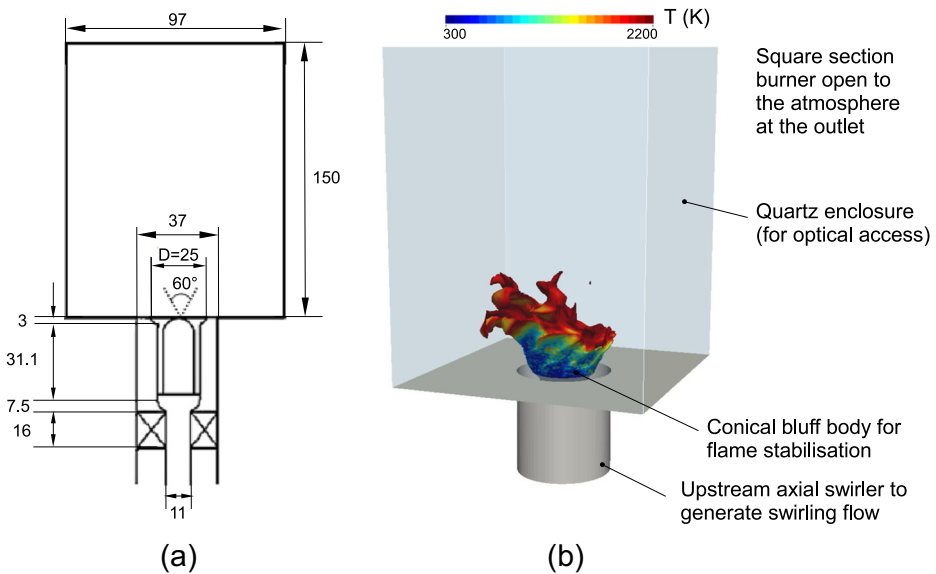 97
150
37
D=25
60°
3
31.1
7.5
16
11
(a)
T (K)
300
2200
Square section
burner open to
the atmosphere
at the outlet
Quartz enclosure
(for optical access)
Conical bluff body for
flame stabilisation
Upstream axial swirler to
generate swirling flow
(b)